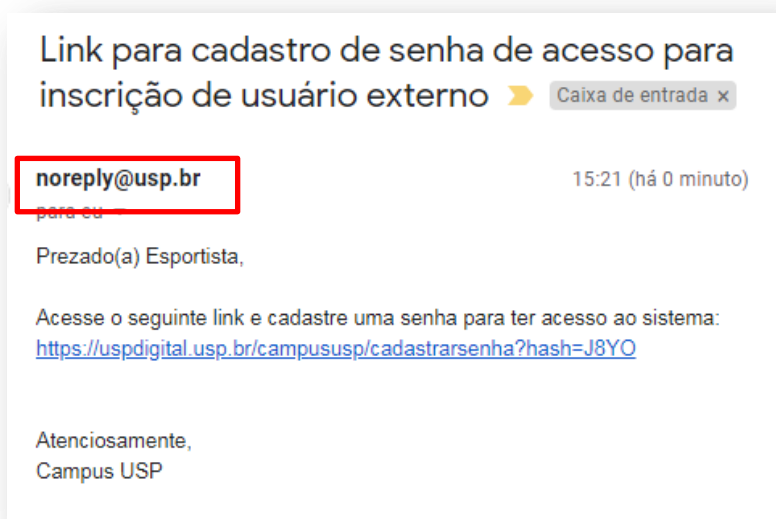 Link para cadastro de senha de acesso para
inscrição de usuário externo Caixa de entrada x
noreply@usp.br 15:21 (há 0 minuto)
para eu
Prezado(a) Esportista,
Acesse o seguinte link e cadastre uma senha para ter acesso ao sistema:
https://uspdigital.usp.br/campususp/cadastrarsenha?hash=J8YO
Atenciosamente,
Campus USP